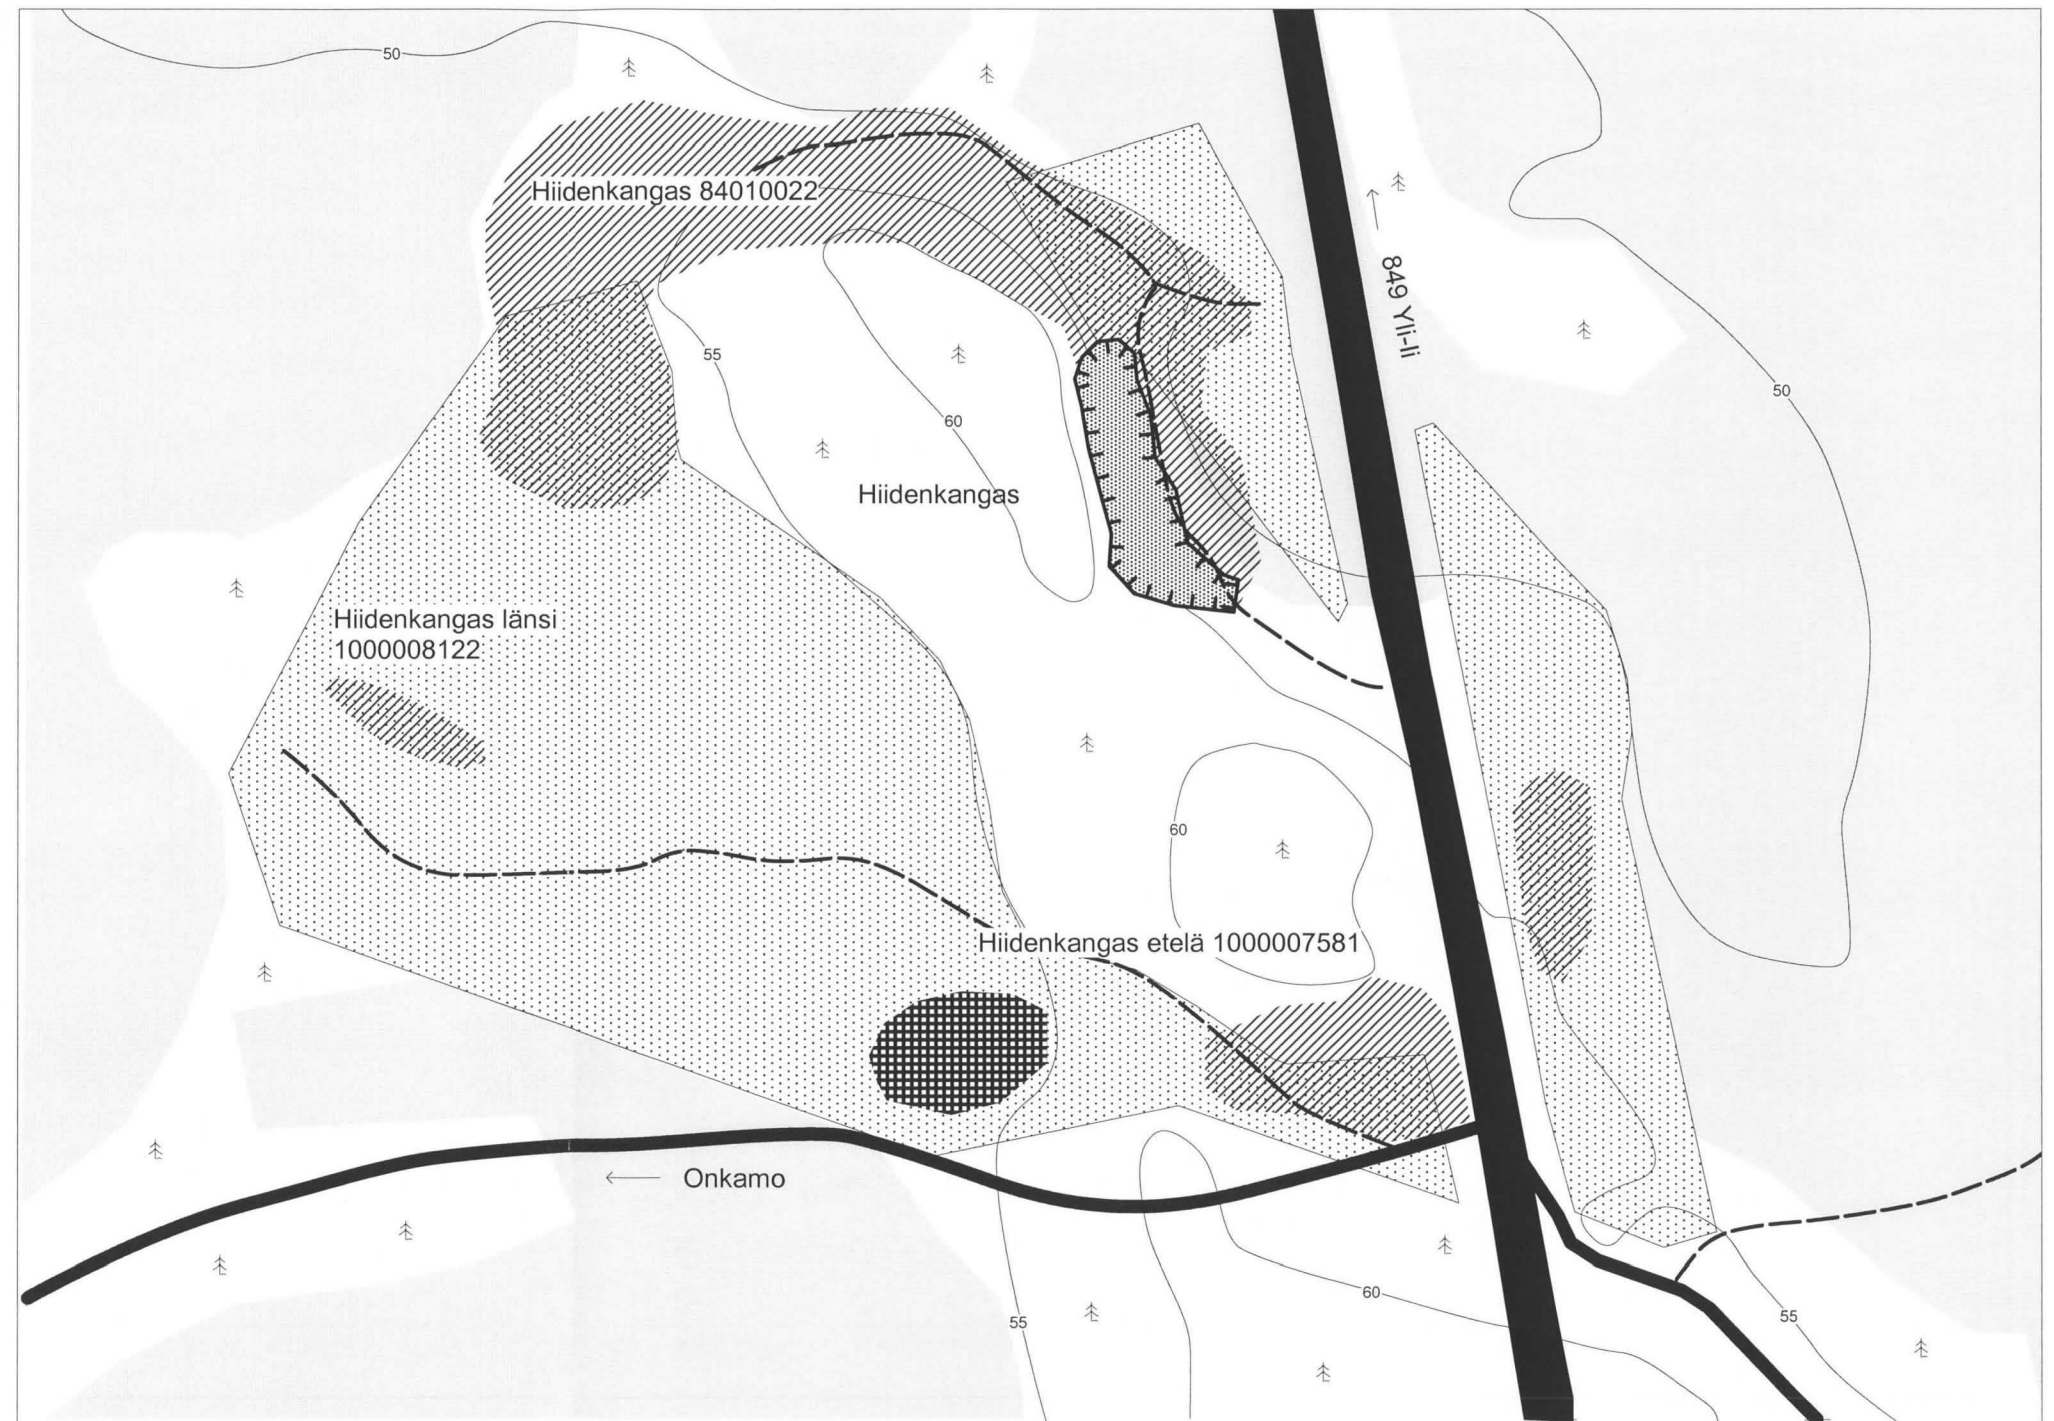 50
Hiidenkangas 84010022
849 Yli-Ii
55
50
60
Hiidenkangas
Hiidenkangas länsi
1000008122
60
Hiidenkangas etelä 1000007581
Onkamo
60
55
55